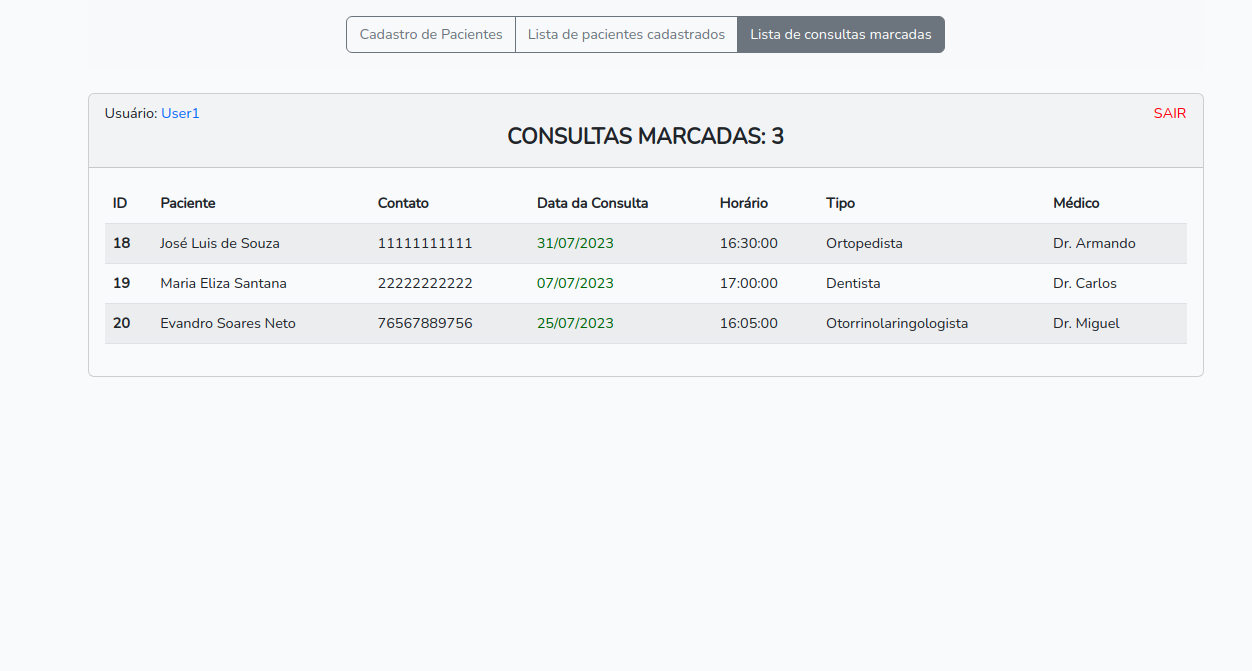 Cadastro de Pacientes Lista de pacientes cadastrados Lista de consultas marcadas
Usuário: User1 SAIR
CONSULTAS MARCADAS: 3
ID Paciente Contato Data da Consulta Horário Tipo Médico
18 José Luis de Souza 11111111111 31/07/2023 16:30:00 Ortopedista Dr. Armando
19 Maria Eliza Santana 22222222222 07/07/2023 17:00:00 Dentista Dr. Carlos
20 Evandro Soares Neto 76567889756 25/07/2023 16:05:00 Otorrinolaringologista Dr. Miguel